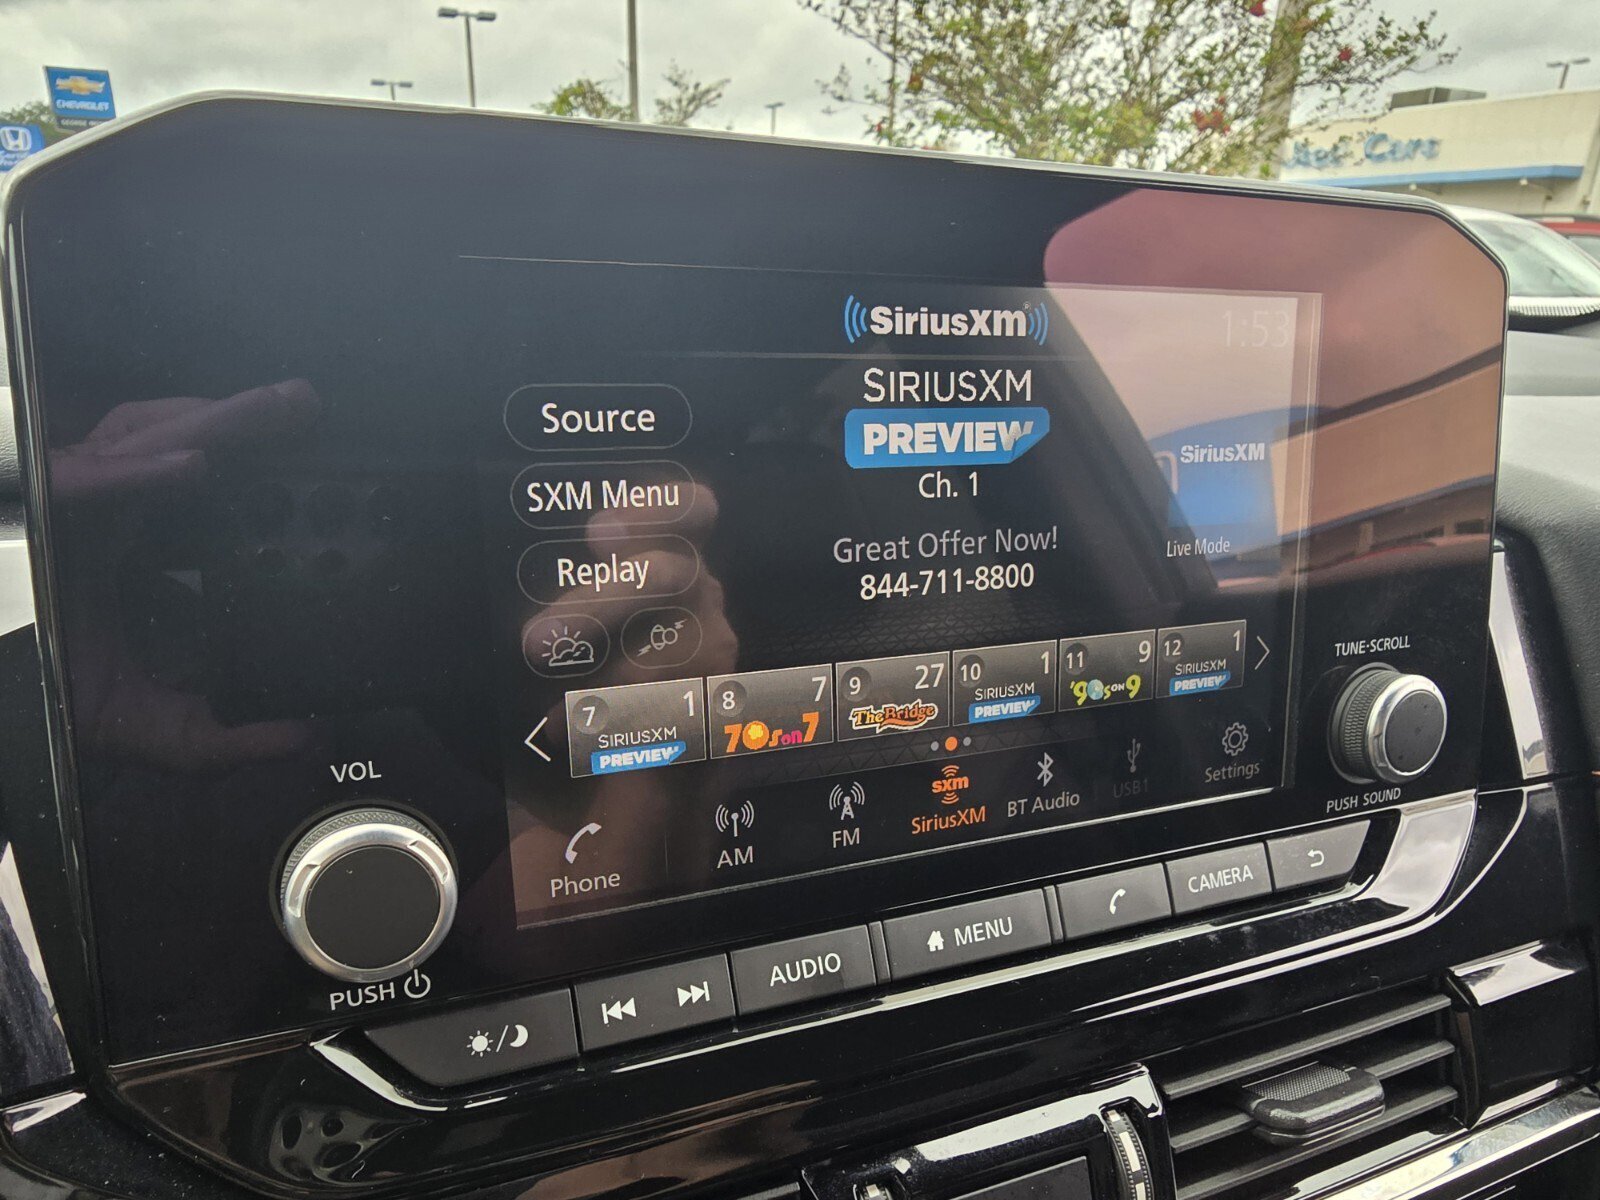 CHEVROLET
SiriusXM
1:53
SIRIUSXM
PREVIEW
Ch. 1
Great Offer Now!
844-711-8800
Source
SXM Menu
Replay
SiriusXM
Live Mode
7 1
SIRIUSXM
PREVIEW
8 7
70s on 7
9 27
The Bridge
10 1
SIRIUSXM
PREVIEW
11 9
'90s ON 9
12 1
SIRIUSXM
PREVIEW
Phone
AM
FM
sxm
SiriusXM
BT Audio
USB1
Settings
VOL
PUSH
TUNE-SCROLL
PUSH SOUND
AUDIO
MENU
CAMERA